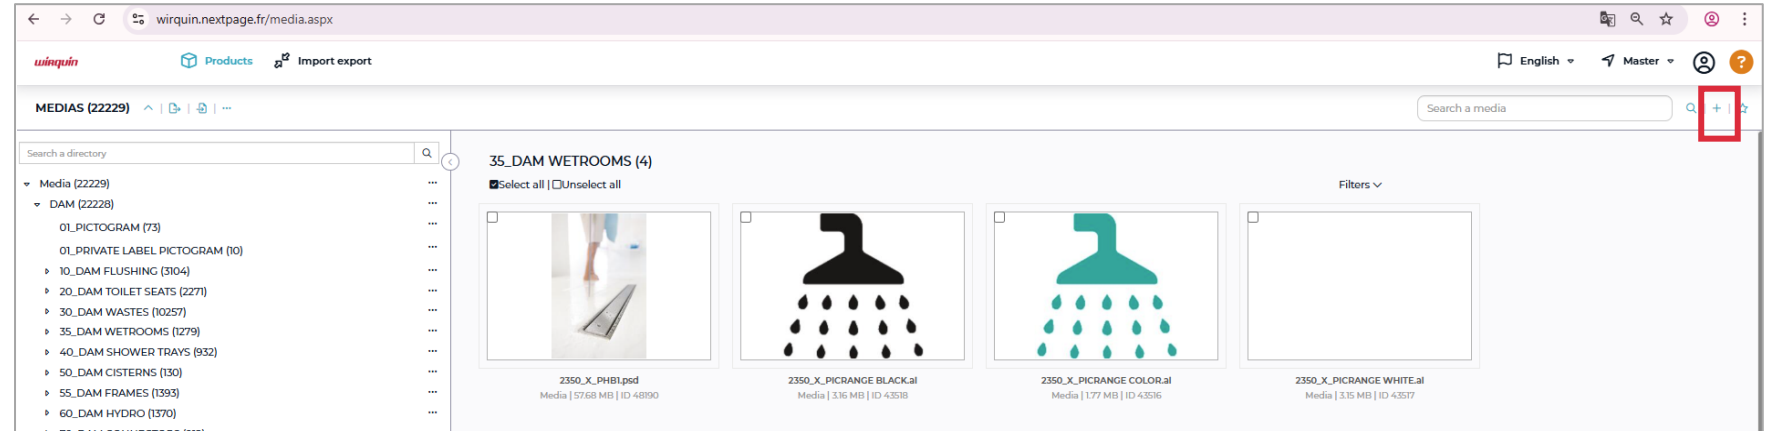 wirquin.nextpage.fr/media.aspx
wirquin Products Import export English Master ?
MEDIAS (22229) Search a media
Search a directory
35_DAM WETROOMS (4)
Select all | Unselect all Filters
Media (22229)
DAM (22228)
01_PICTOGRAM (73)
01_PRIVATE LABEL PICTOGRAM (10)
10_DAM FLUSHING (3104)
20_DAM TOILET SEATS (2271)
30_DAM WASTES (10257)
35_DAM WETROOMS (1279)
40_DAM SHOWER TRAYS (932)
50_DAM CISTERNS (130)
55_DAM FRAMES (1393)
60_DAM HYDRO (1370)
2350_X_PHB1.psd
Media | 57.68 MB | ID 48190
2350_X_PICRANGE BLACK.ai
Media | 3.16 MB | ID 43518
2350_X_PICRANGE COLOR.ai
Media | 1.77 MB | ID 43516
2350_X_PICRANGE WHITE.ai
Media | 3.15 MB | ID 43517